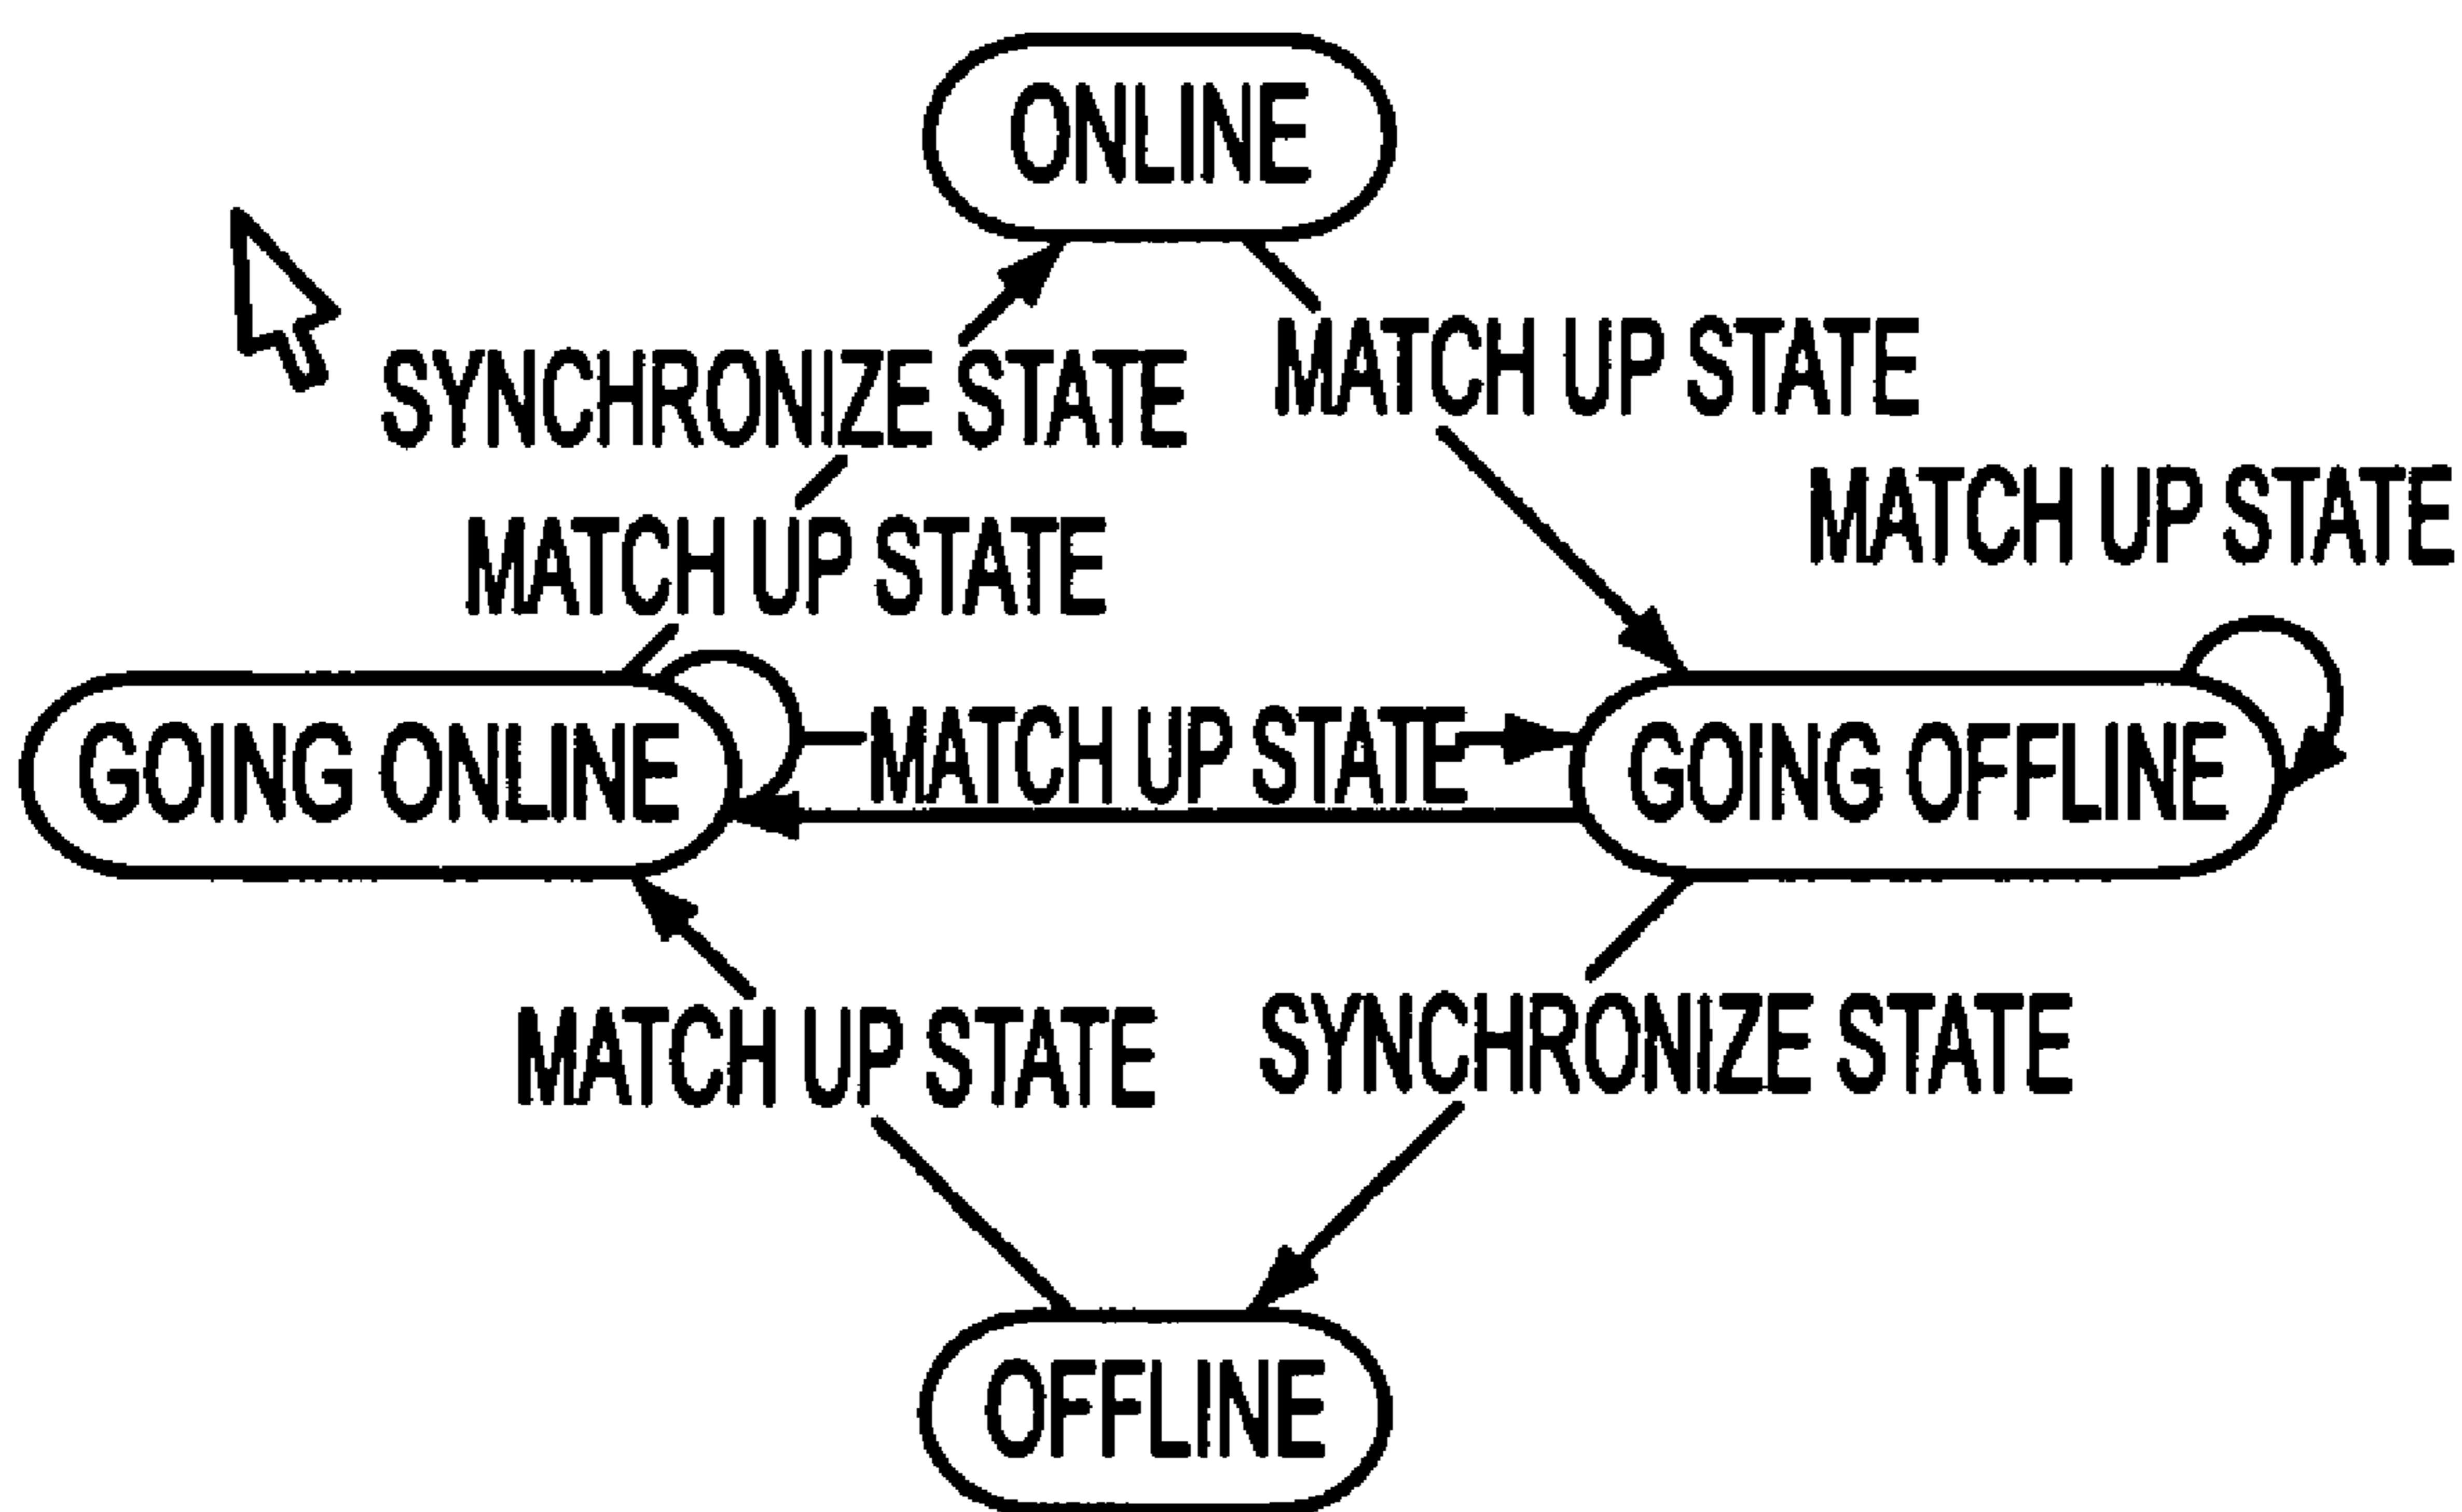 ONLINE
MATCH UP STATE
SYNCHRONIZE STATE
MATCH UP STATE
MATCH UP STATE
MATCH UP STATE
GOING ONLINE
GOING OFFLINE
SYNCHRONIZE STATE
MATCH UP STATE
OFFLINE